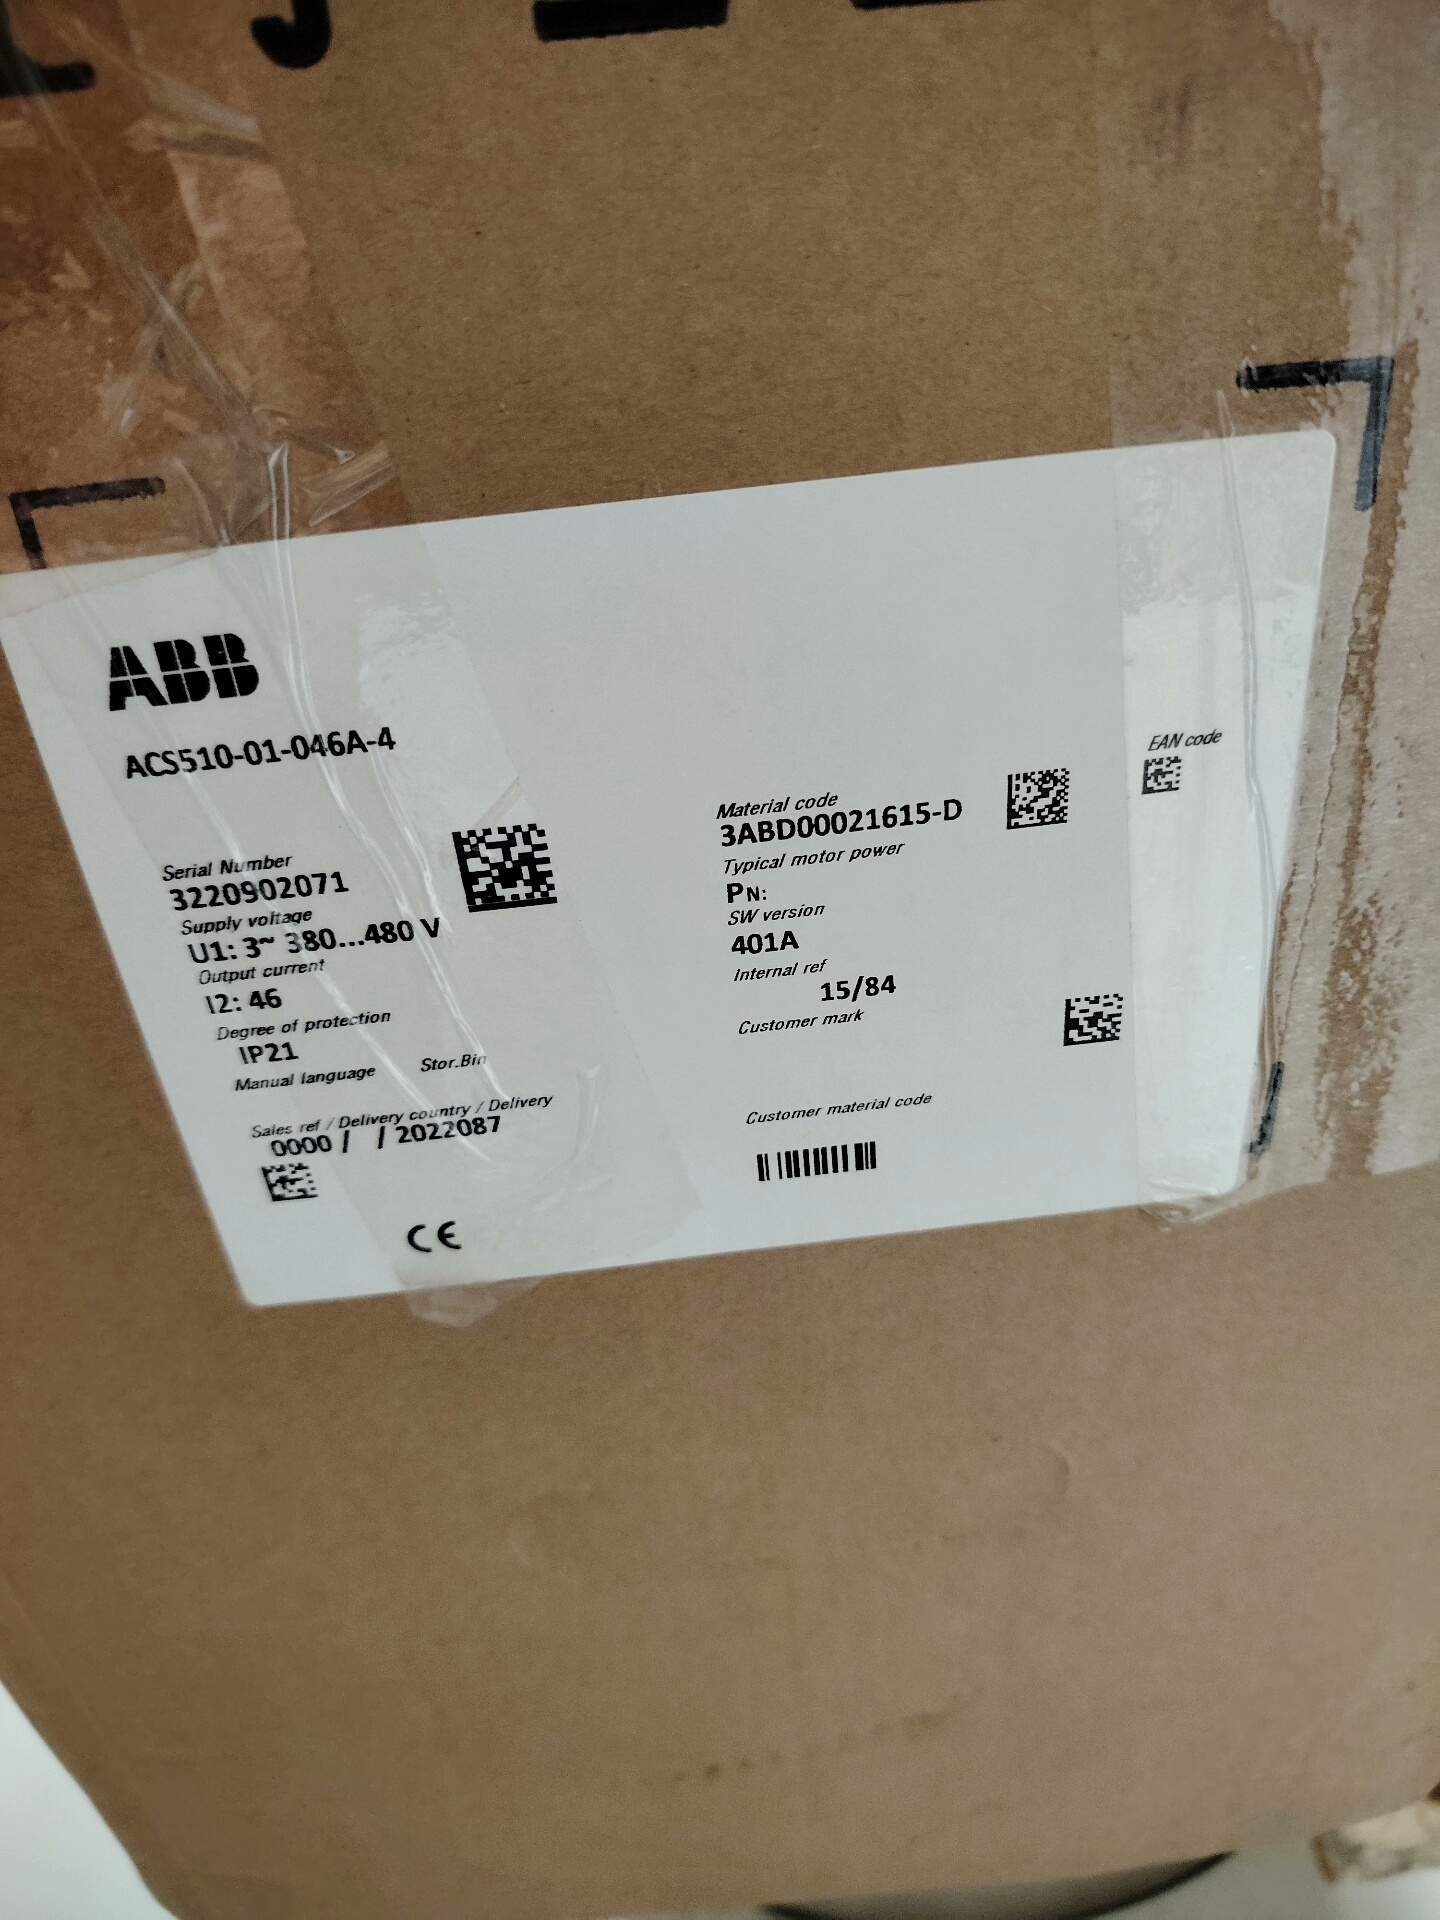 ABB
ACS510-01-046A-4
Serial Number
3220902071
Supply voltage
U1: 3~ 380...480 V
Output current
I2: 46
Degree of protection
IP21
Manual language Stor.Bin
Sales ref / Delivery country / Delivery
0000 / / 2022087
CE
Material code
3ABD00021615-D
Typical motor power
PN:
SW version
401A
Internal ref
15/84
Customer mark
Customer material code
EAN code